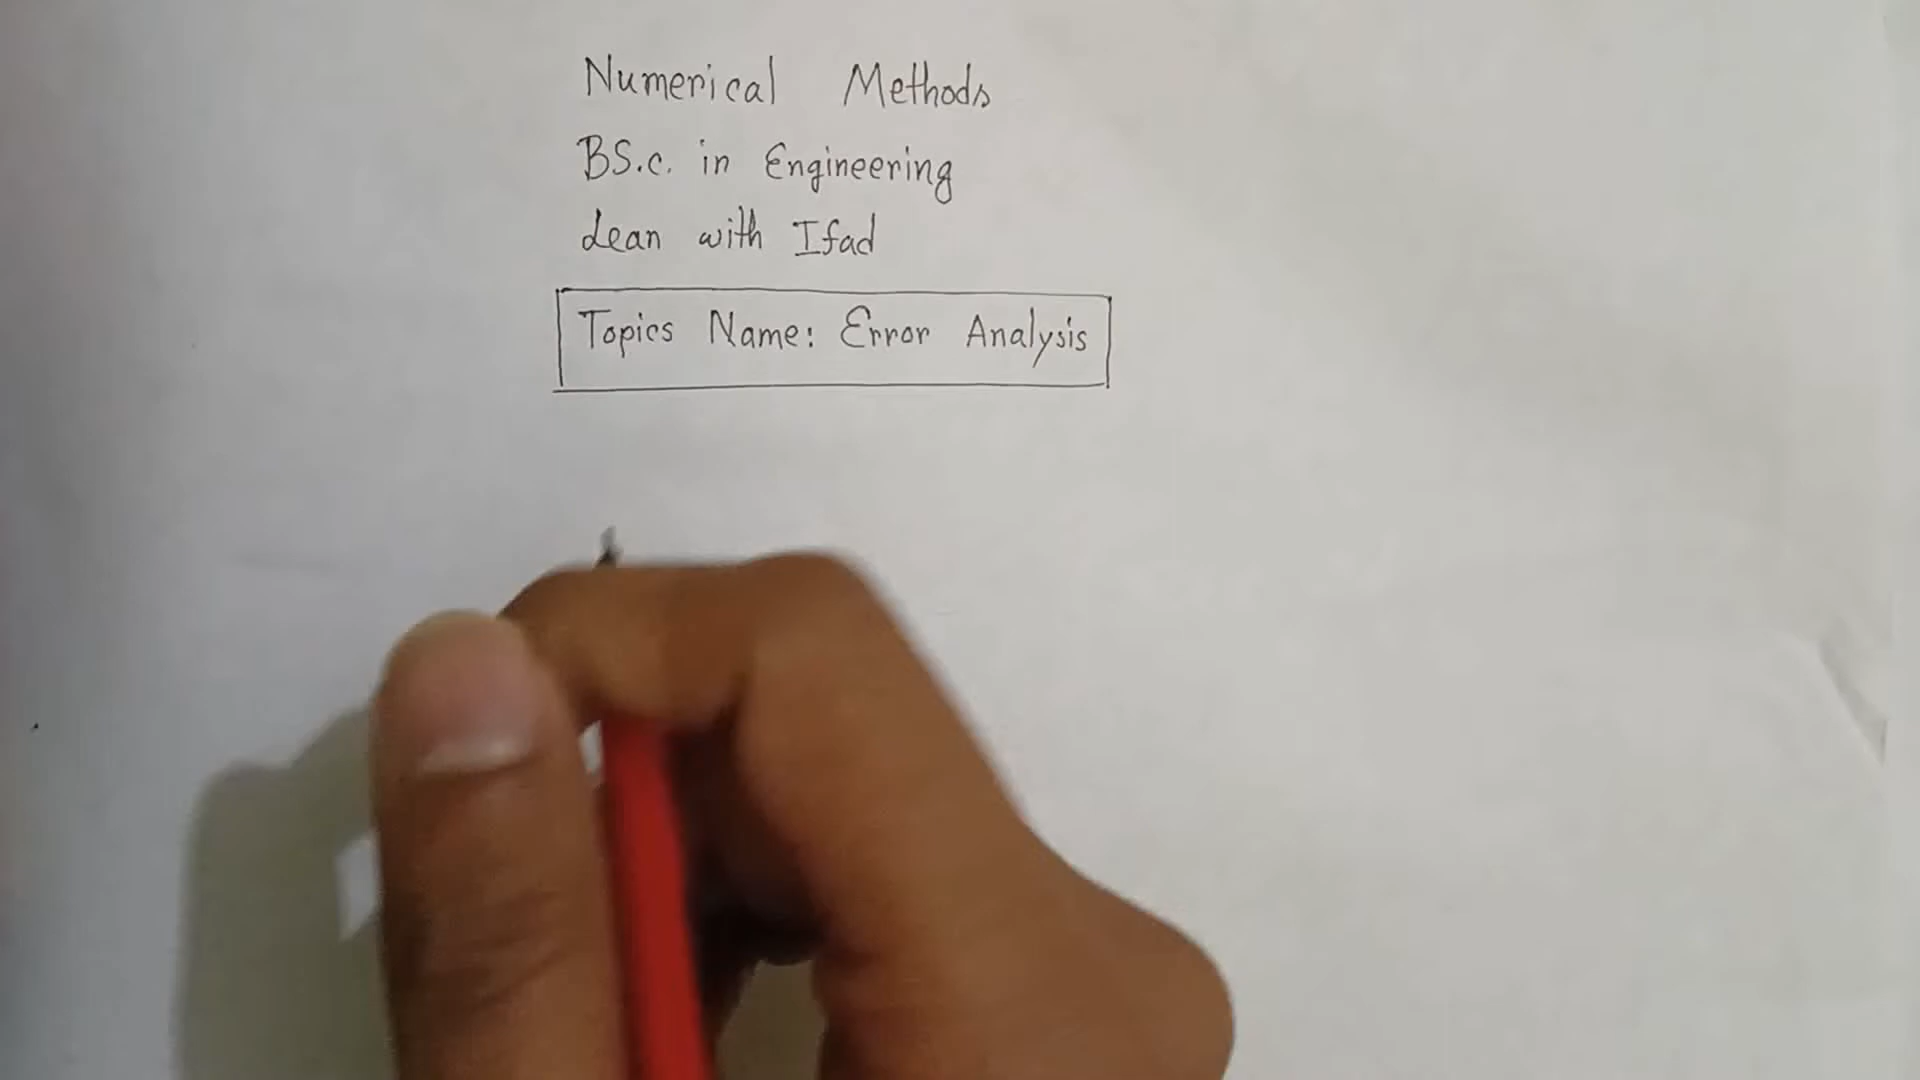 Numerical Methods
BS.c. in Engineering
Lean with Ifad
Topics Name: Error Analysis